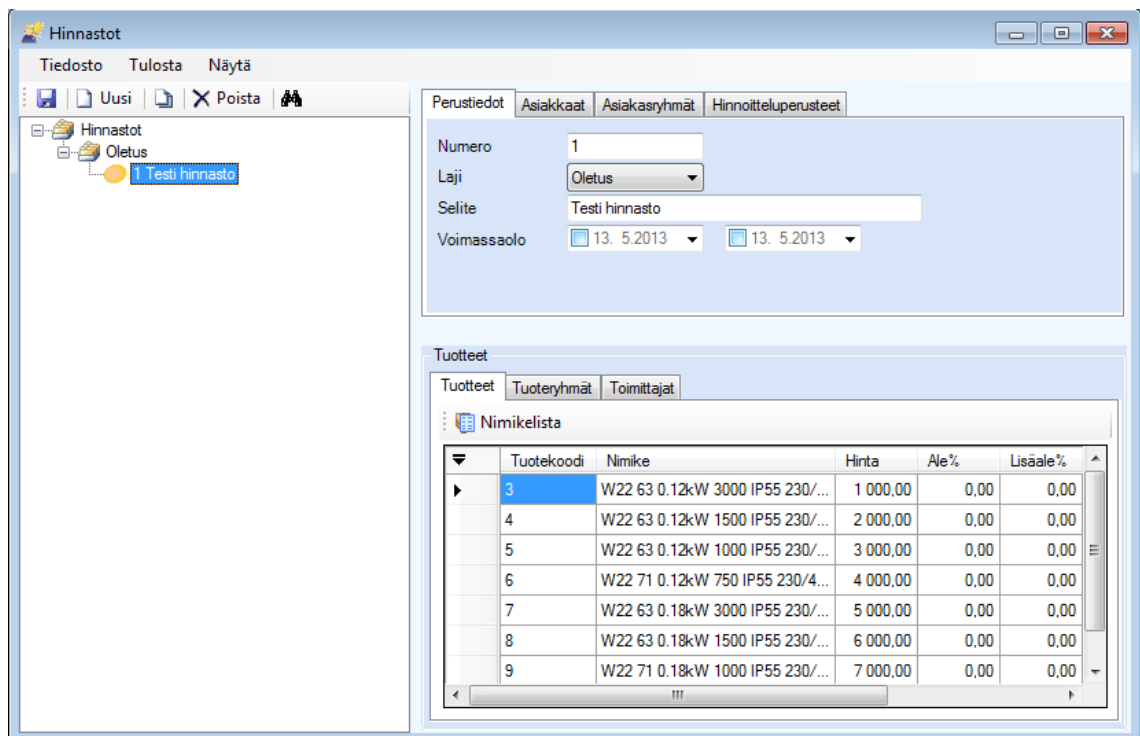 Hinnastot
Tiedosto Tulosta Näytä
Uusi Poista
Hinnastot
Oletus
1 Testi hinnasto
Perustiedot Asiakkaat Asiakasryhmät Hinnoitteluperusteet
Numero 1
Laji Oletus
Selite Testi hinnasto
Voimassaolo 13. 5.2013 13. 5.2013
Tuotteet
Tuotteet Tuoteryhmät Toimittajat
Nimikelista
Tuotekoodi Nimike Hinta Ale% Lisäale%
3 W22 63 0.12kW 3000 IP55 230/... 1 000,00 0,00 0,00
4 W22 63 0.12kW 1500 IP55 230/... 2 000,00 0,00 0,00
5 W22 63 0.12kW 1000 IP55 230/... 3 000,00 0,00 0,00
6 W22 71 0.12kW 750 IP55 230/4... 4 000,00 0,00 0,00
7 W22 63 0.18kW 3000 IP55 230/... 5 000,00 0,00 0,00
8 W22 63 0.18kW 1500 IP55 230/... 6 000,00 0,00 0,00
9 W22 71 0.18kW 1000 IP55 230/... 7 000,00 0,00 0,00